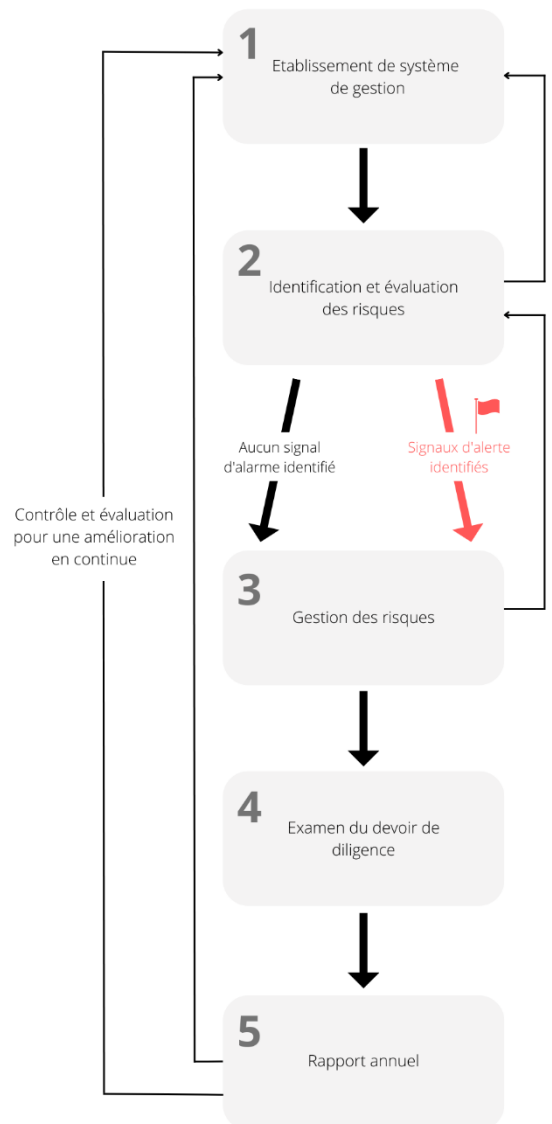 1
Etablissement de système
de gestion
2
Identification et évaluation
des risques
Aucun signal
d'alarme identifié
Signaux d'alerte
identifiés
Contrôle et évaluation
pour une amélioration
en continue
3
Gestion des risques
4
Examen du devoir de
diligence
5
Rapport annuel